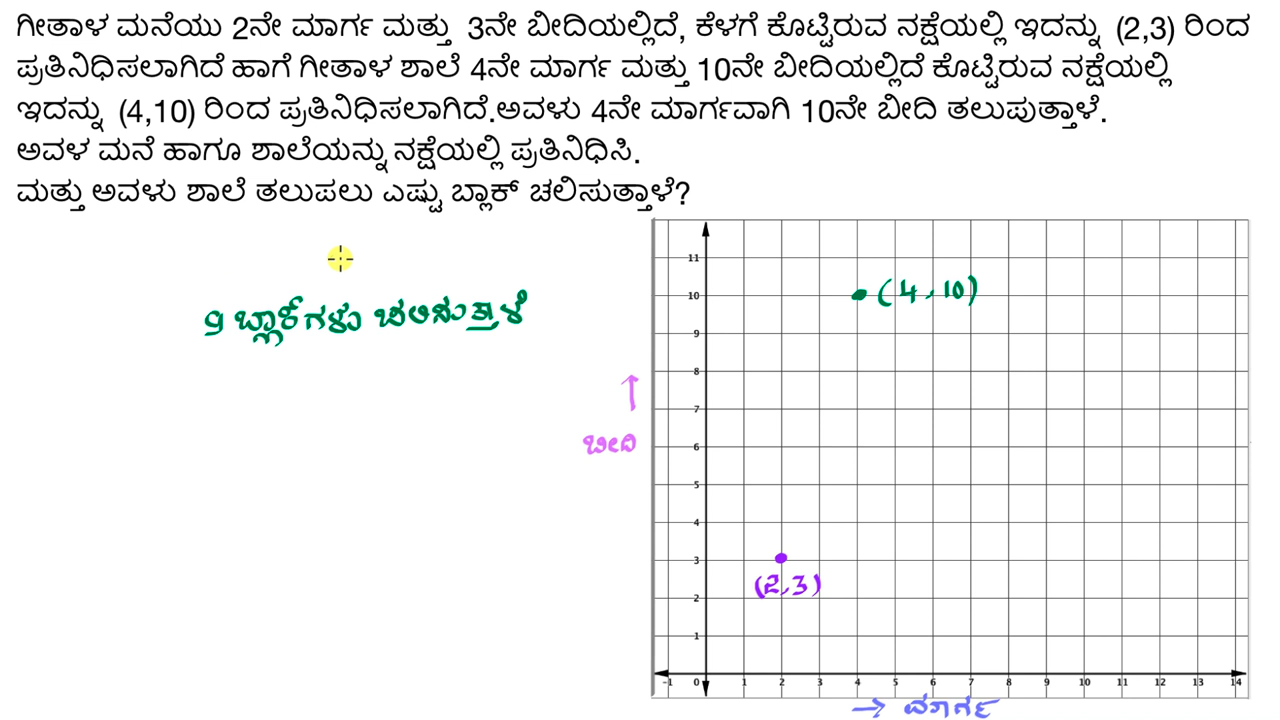 ಗೀತಾಳ ಮನೆಯು 2ನೇ ಮಾರ್ಗ ಮತ್ತು 3ನೇ ಬೀದಿಯಲ್ಲಿದೆ, ಕೆಳಗೆ ಕೊಟ್ಟಿರುವ ನಕ್ಷೆಯಲ್ಲಿ ಇದನ್ನು (2,3) ರಿಂದ
ಪ್ರತಿನಿಧಿಸಲಾಗಿದೆ ಹಾಗೆ ಗೀತಾಳ ಶಾಲೆ 4ನೇ ಮಾರ್ಗ ಮತ್ತು 10ನೇ ಬೀದಿಯಲ್ಲಿದೆ ಕೊಟ್ಟಿರುವ ನಕ್ಷೆಯಲ್ಲಿ
ಇದನ್ನು (4,10) ರಿಂದ ಪ್ರತಿನಿಧಿಸಲಾಗಿದೆ.ಅವಳು 4ನೇ ಮಾರ್ಗವಾಗಿ 10ನೇ ಬೀದಿ ತಲುಪುತ್ತಾಳೆ.
ಅವಳ ಮನೆ ಹಾಗೂ ಶಾಲೆಯನ್ನು ನಕ್ಷೆಯಲ್ಲಿ ಪ್ರತಿನಿಧಿಸಿ.
ಮತ್ತು ಅವಳು ಶಾಲೆ ತಲುಪಲು ಎಷ್ಟು ಬ್ಲಾಕ್ ಚಲಿಸುತ್ತಾಳೆ?
9 ಬ್ಲಾಕ್‌ಗಳು ಚಲಿಸುತ್ತಾಳೆ
11
10 (4,10)
9
8
7
ಬೀದಿ 6
5
4
3
(2,3)
2
1
-1 0 1 2 3 4 5 6 7 8 9 10 11 12 13 14
→ ಮಾರ್ಗ